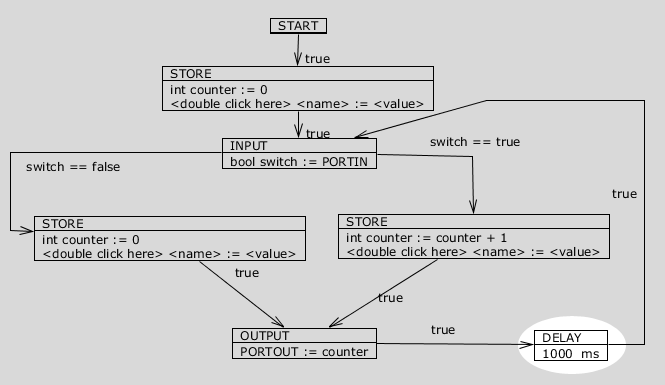 START
true
STORE
int counter := 0
<double click here> <name> := <value>
true
INPUT
bool switch := PORTIN
switch == true
switch == false
true
STORE
int counter := 0
<double click here> <name> := <value>
STORE
int counter := counter + 1
<double click here> <name> := <value>
true
true
OUTPUT
PORTOUT := counter
true
DELAY
1000 ms